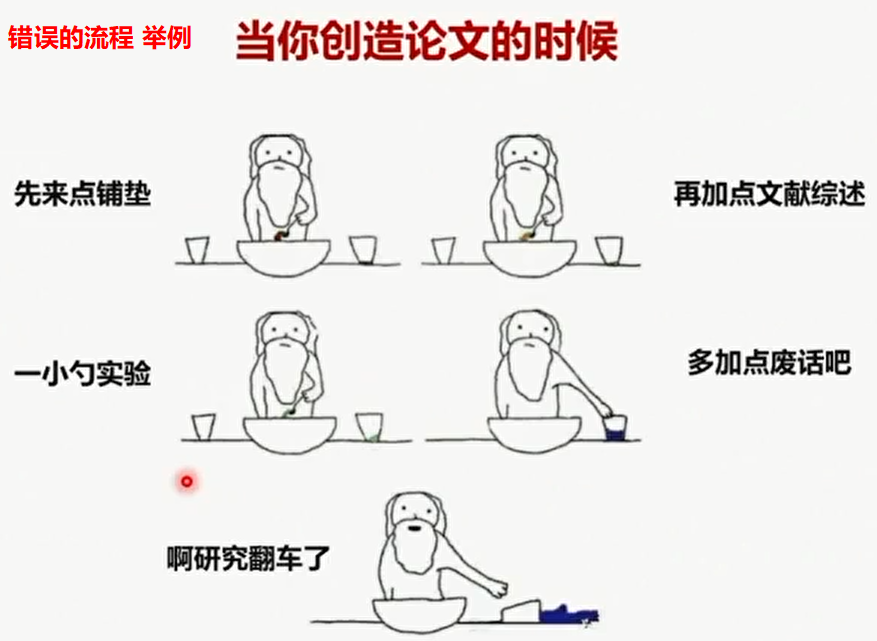 错误的流程 举例
当你创造论文的时候
先来点铺垫
再加点文献综述
一小勺实验
多加点废话吧
啊研究翻车了